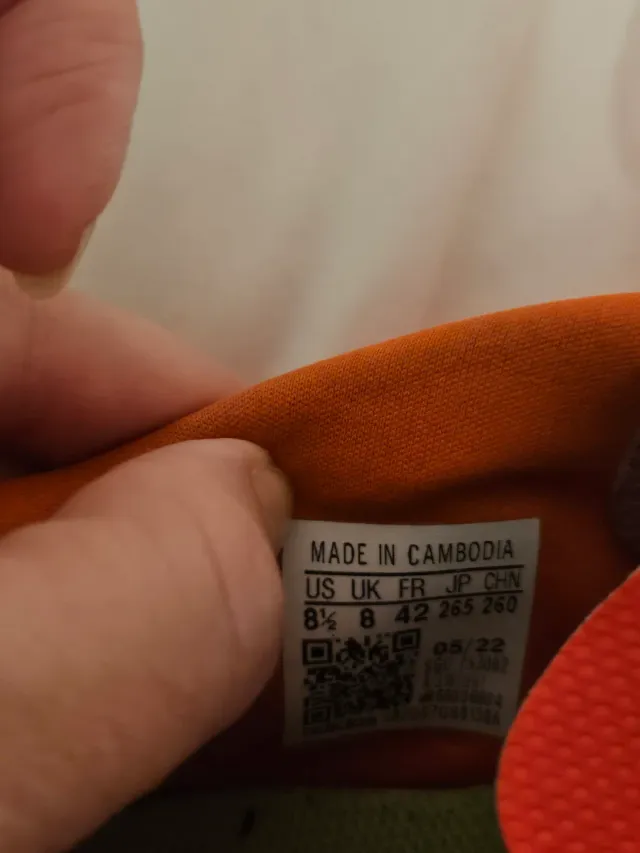 MADE IN CAMBODIA
US UK FR JP CHN
8½ 8 42 265 260
05/22